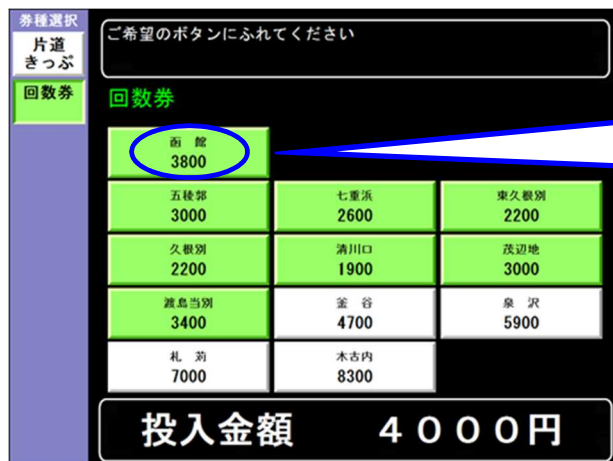 券種選択
片道
きっぷ
回数券
ご希望のボタンにふれてください
回数券
函館
3800
五稜郭
3000
七重浜
2600
東久根別
2200
久根別
2200
清川口
1900
茂辺地
3000
渡島当別
3400
釜谷
4700
泉沢
5900
札苅
7000
木古内
8300
投入金額 4000円